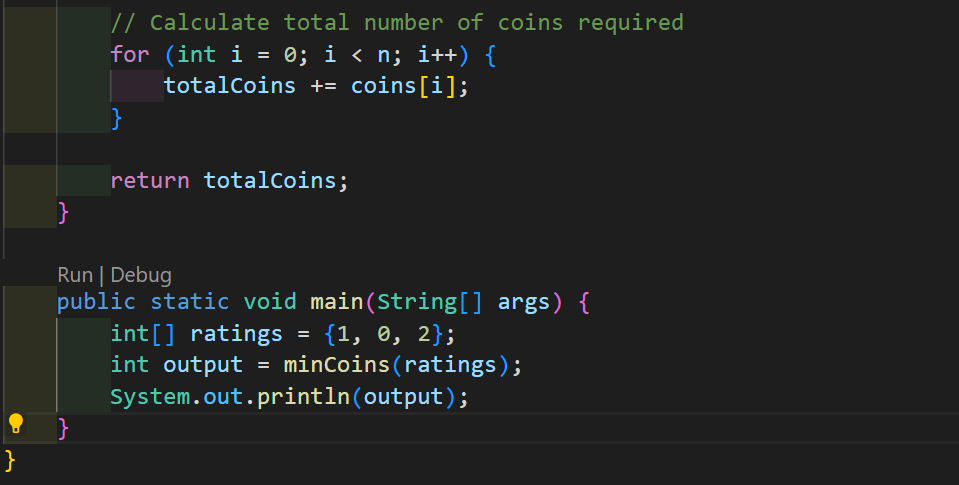 // Calculate total number of coins required
for (int i = 0; i < n; i++) {
totalCoins += coins[i];
}
return totalCoins;
}
Run | Debug
public static void main(String[] args) {
int[] ratings = {1, 0, 2};
int output = minCoins(ratings);
System.out.println(output);
}
}